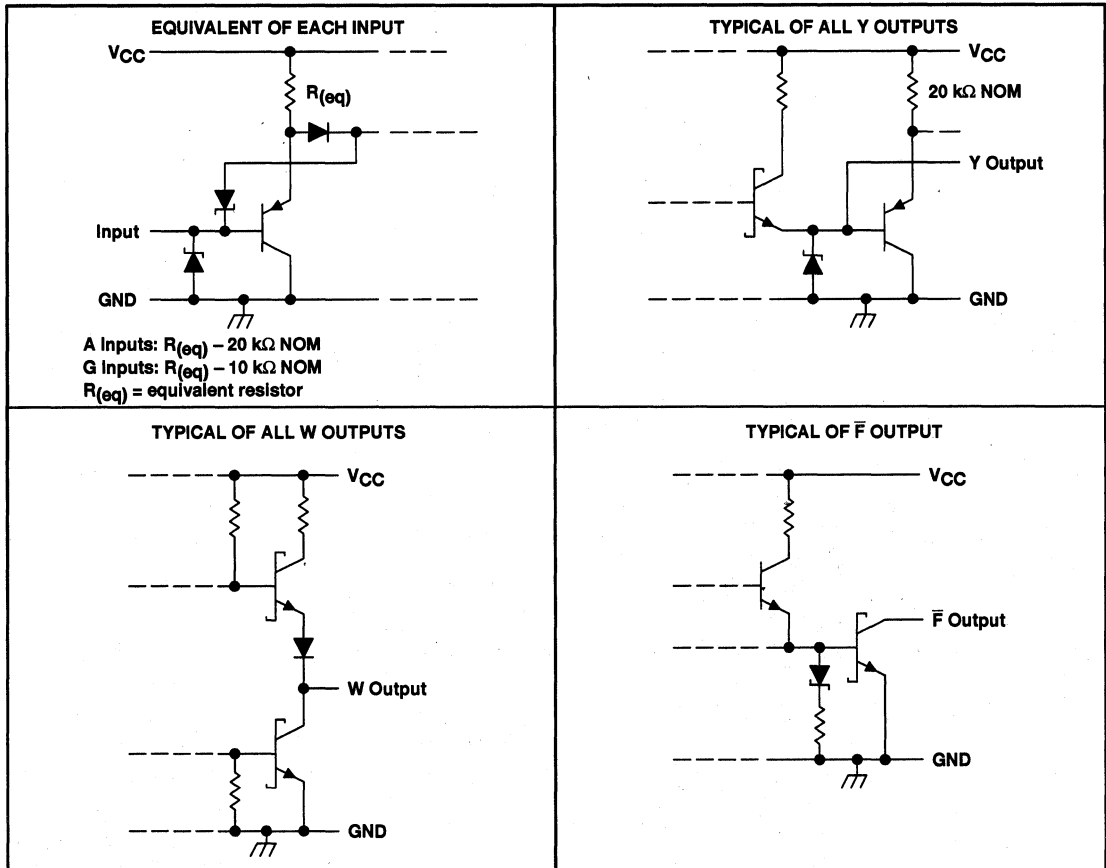 EQUIVALENT OF EACH INPUT
VCC
R(eq)
Input
GND
A Inputs: R(eq) – 20 kΩ NOM
G Inputs: R(eq) – 10 kΩ NOM
R(eq) = equivalent resistor
TYPICAL OF ALL Y OUTPUTS
VCC
20 kΩ NOM
Y Output
GND
TYPICAL OF ALL W OUTPUTS
VCC
W Output
GND
TYPICAL OF F̅ OUTPUT
VCC
F̅ Output
GND